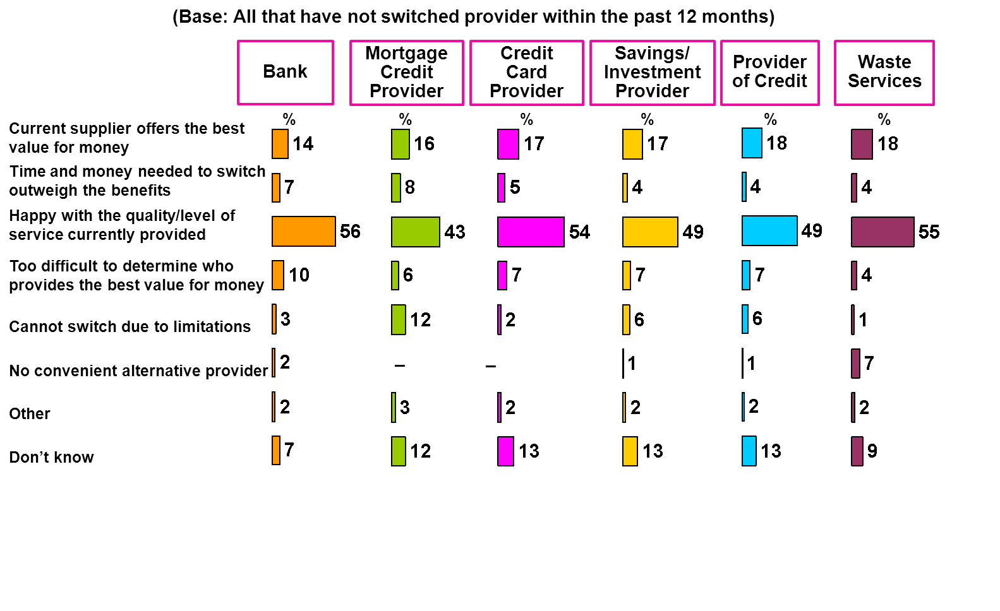 (Base: All that have not switched provider within the past 12 months)
Bank
Mortgage
Credit
Provider
Credit
Card
Provider
Savings/
Investment
Provider
Provider
of Credit
Waste
Services
% % % % % %
Current supplier offers the best
value for money
14 16 17 17 18 18
Time and money needed to switch
outweigh the benefits
7 8 5 4 4 4
Happy with the quality/level of
service currently provided
56 43 54 49 49 55
Too difficult to determine who
provides the best value for money
10 6 7 7 7 4
Cannot switch due to limitations
3 12 2 6 6 1
No convenient alternative provider
2 – – 1 1 7
Other
2 3 2 2 2 2
Don’t know
7 12 13 13 13 9